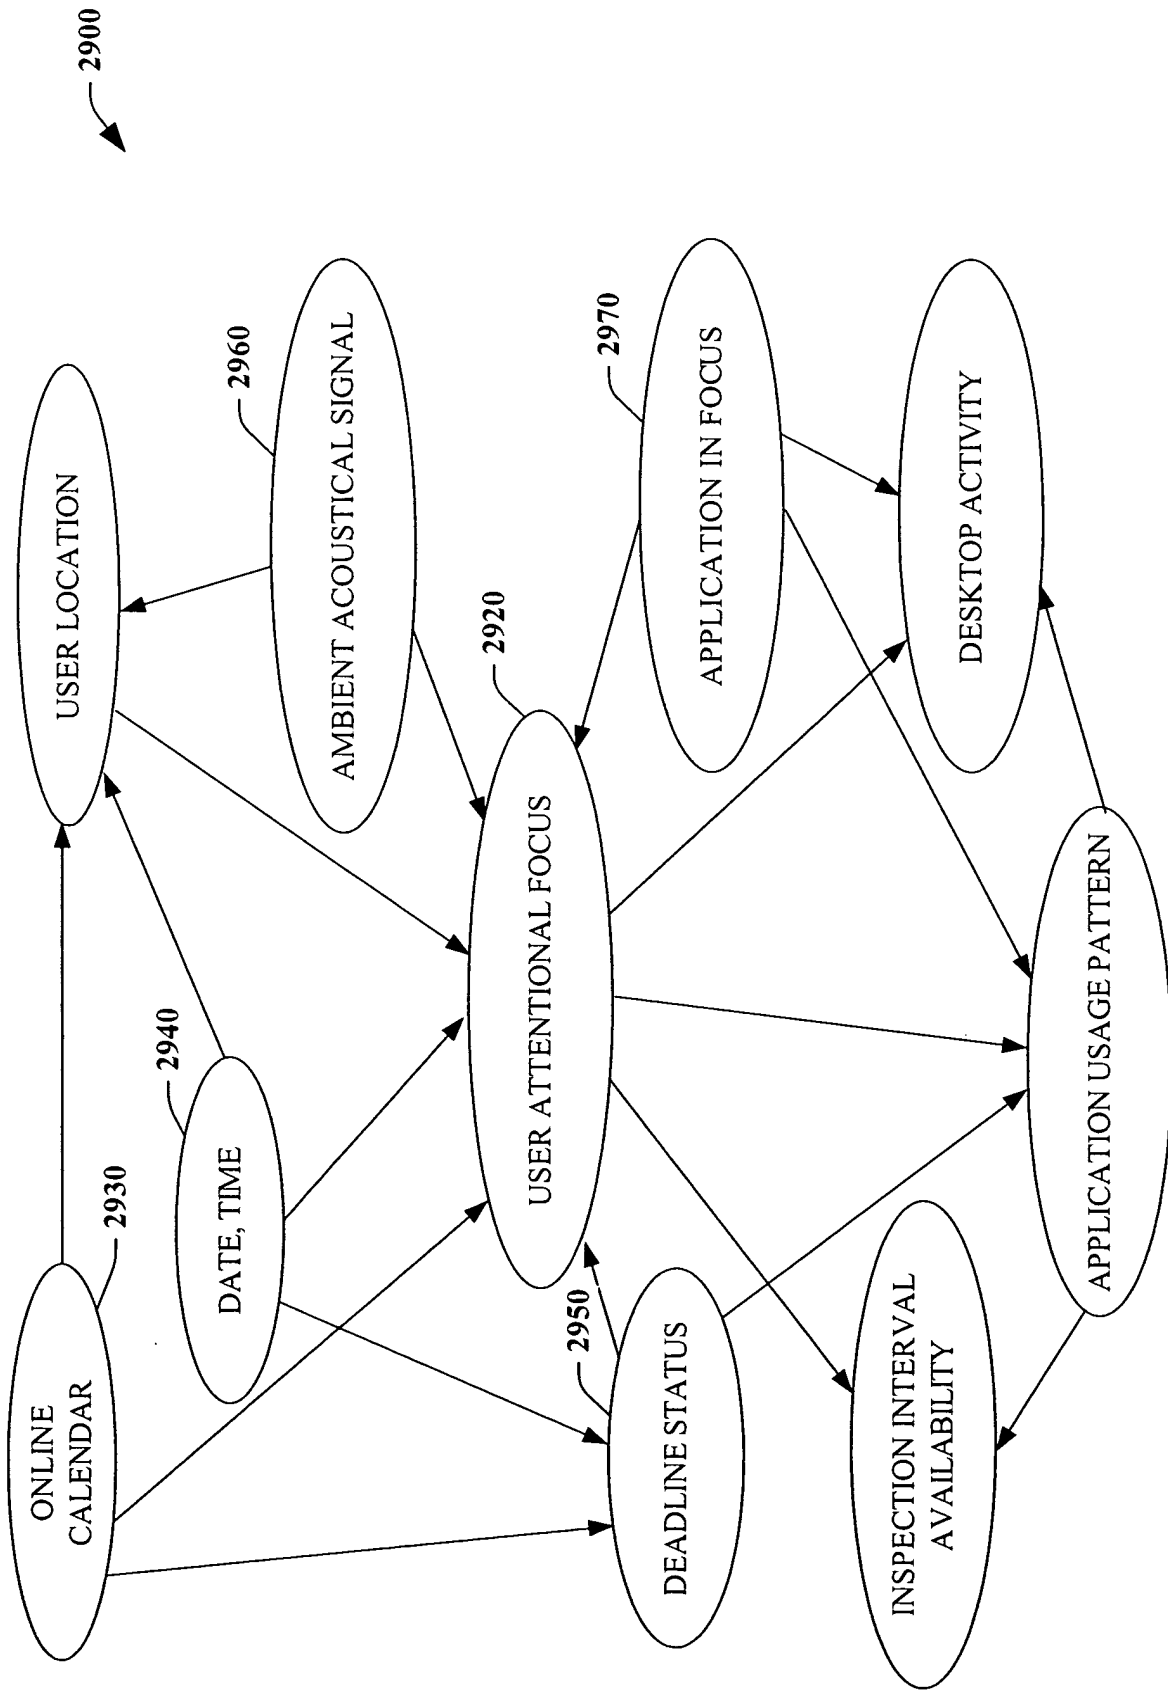 2900
ONLINE
CALENDAR
2930
USER LOCATION
DATE, TIME
2940
AMBIENT ACOUSTICAL SIGNAL
2960
USER ATTENTIONAL FOCUS
2920
DEADLINE STATUS
2950
APPLICATION IN FOCUS
2970
INSPECTION INTERVAL
AVAILABILITY
DESKTOP ACTIVITY
APPLICATION USAGE PATTERN